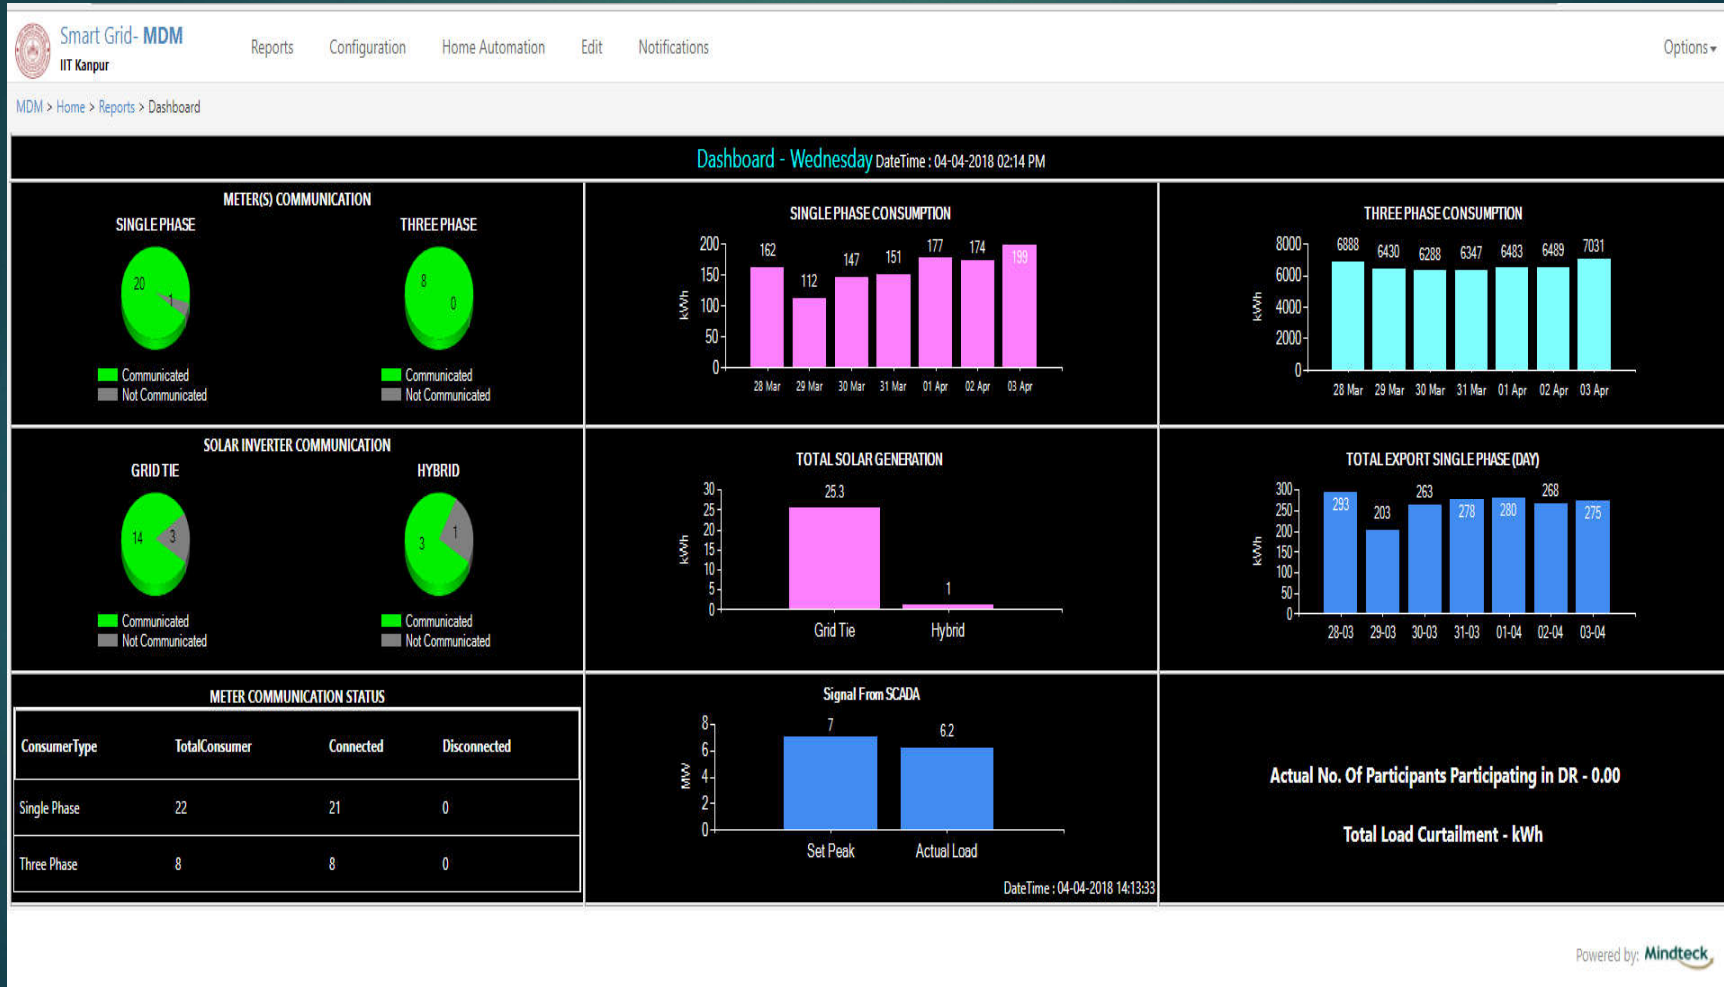 Smart Grid- MDM
IIT Kanpur
Reports Configuration Home Automation Edit Notifications Options
MDM > Home > Reports > Dashboard
Dashboard - Wednesday DateTime : 04-04-2018 02:14 PM
METER(S) COMMUNICATION
SINGLE PHASE THREE PHASE
20 1 8 0
Communicated Communicated
Not Communicated Not Communicated
SINGLE PHASE CONSUMPTION
kWh
200
150
100
50
0
162 112 147 151 177 174 199
28 Mar 29 Mar 30 Mar 31 Mar 01 Apr 02 Apr 03 Apr
THREE PHASE CONSUMPTION
kWh
8000
6000
4000
2000
0
6888 6430 6288 6347 6483 6489 7031
28 Mar 29 Mar 30 Mar 31 Mar 01 Apr 02 Apr 03 Apr
SOLAR INVERTER COMMUNICATION
GRID TIE HYBRID
14 3 3 1
Communicated Communicated
Not Communicated Not Communicated
TOTAL SOLAR GENERATION
kWh
30
25
20
15
10
5
0
25.3 1
Grid Tie Hybrid
TOTAL EXPORT SINGLE PHASE (DAY)
kWh
300
250
200
150
100
50
0
293 203 263 278 280 268 275
28-03 29-03 30-03 31-03 01-04 02-04 03-04
METER COMMUNICATION STATUS
ConsumerType TotalConsumer Connected Disconnected
Single Phase 22 21 0
Three Phase 8 8 0
Signal From SCADA
MW
8
6
4
2
0
7 6.2
Set Peak Actual Load
DateTime : 04-04-2018 14:13:33
Actual No. Of Participants Participating in DR - 0.00
Total Load Curtailment - kWh
Powered by: Mindteck